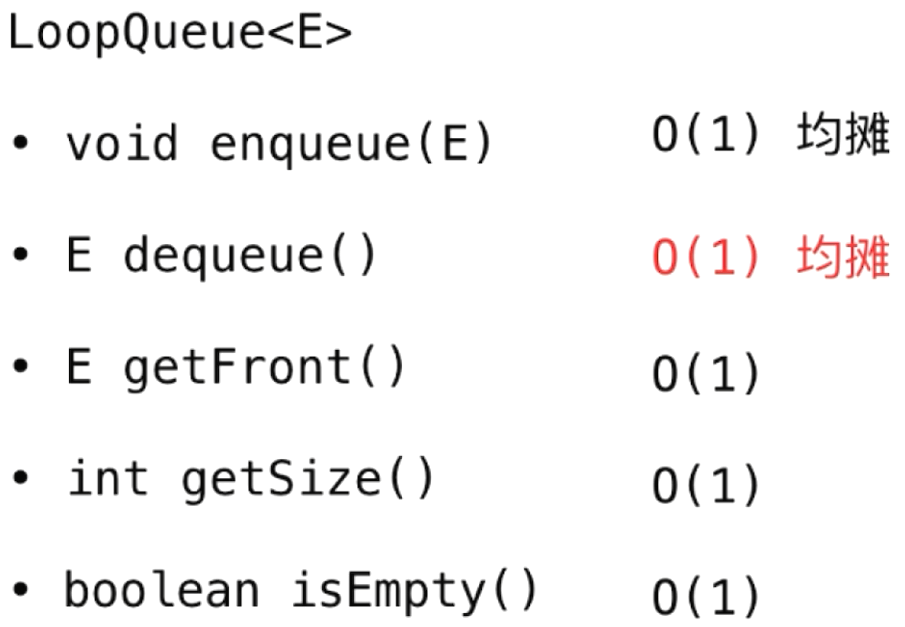 LoopQueue<E>
• void enqueue(E) O(1) 均摊
• E dequeue() O(1) 均摊
• E getFront() O(1)
• int getSize() O(1)
• boolean isEmpty() O(1)